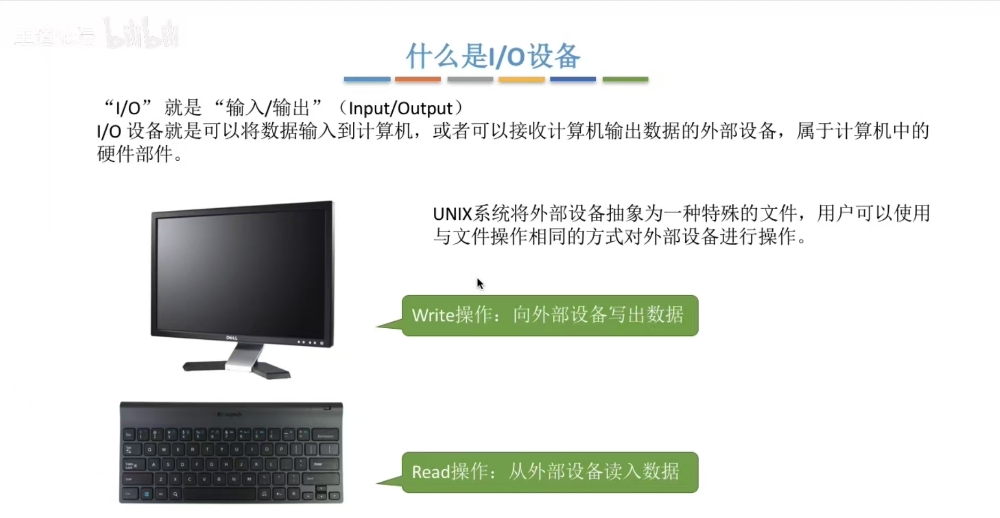 bilibili
什么是I/O设备
“I/O” 就是 “输入/输出”（Input/Output）
I/O 设备就是可以将数据输入到计算机，或者可以接收计算机输出数据的外部设备，属于计算机中的
硬件部件。
UNIX系统将外部设备抽象为一种特殊的文件，用户可以使用
与文件操作相同的方式对外部设备进行操作。
Write操作：向外部设备写出数据
DELL
Read操作：从外部设备读入数据